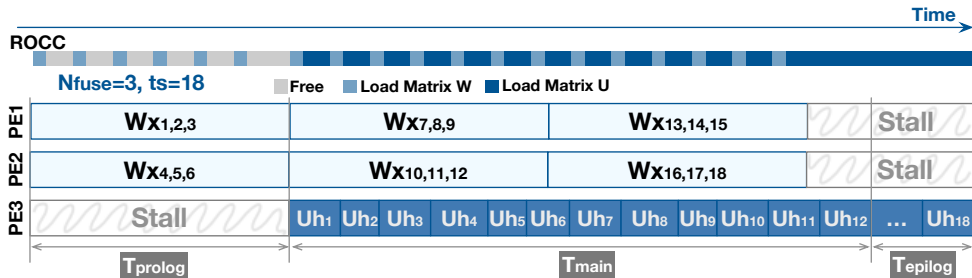 Time
ROCC
Nfuse=3, ts=18 Free Load Matrix W Load Matrix U
PE1 Wx1,2,3 Wx7,8,9 Wx13,14,15 Stall
PE2 Wx4,5,6 Wx10,11,12 Wx16,17,18 Stall
PE3 Stall Uh1 Uh2 Uh3 Uh4 Uh5 Uh6 Uh7 Uh8 Uh9 Uh10 Uh11 Uh12 ... Uh18
Tprolog Tmain Tepilog